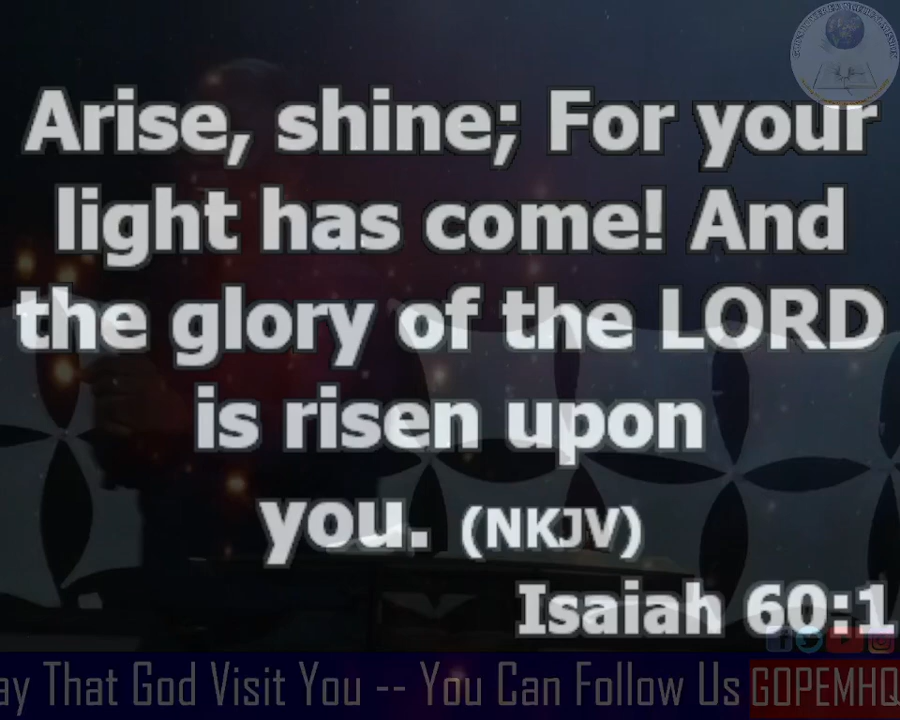 Arise, shine; For your
light has come! And
the glory of the LORD
is risen upon
you. (NKJV)
Isaiah 60:1
ay That God Visit You -- You Can Follow Us GOPEMHQ